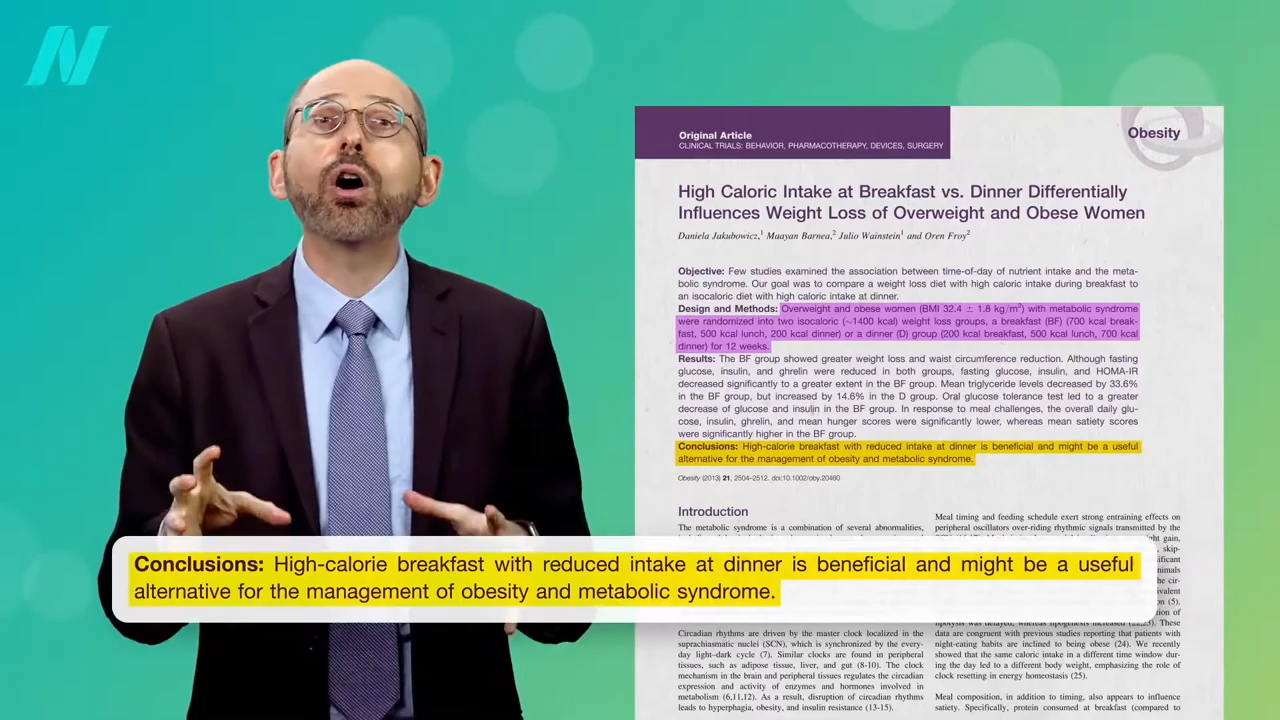 N
Original Article
CLINICAL TRIALS: BEHAVIOR, PHARMACOTHERAPY, DEVICES, SURGERY
Obesity
High Caloric Intake at Breakfast vs. Dinner Differentially
Influences Weight Loss of Overweight and Obese Women
Daniela Jakubowicz,1 Maayan Barnea,2 Julio Wainstein1 and Oren Froy2
Objective: Few studies examined the association between time-of-day of nutrient intake and the meta-
bolic syndrome. Our goal was to compare a weight loss diet with high caloric intake during breakfast to
an isocaloric diet with high caloric intake at dinner.
Design and Methods: Overweight and obese women (BMI 32.4 ± 1.8 kg/m2) with metabolic syndrome
were randomized into two isocaloric (~1400 kcal) weight loss groups, a breakfast (BF) (700 kcal break-
fast, 500 kcal lunch, 200 kcal dinner) or a dinner (D) group (200 kcal breakfast, 500 kcal lunch, 700 kcal
dinner) for 12 weeks.
Results: The BF group showed greater weight loss and waist circumference reduction. Although fasting
glucose, insulin, and ghrelin were reduced in both groups, fasting glucose, insulin, and HOMA-IR
decreased significantly to a greater extent in the BF group. Mean triglyceride levels decreased by 33.6%
in the BF group, but increased by 14.6% in the D group. Oral glucose tolerance test led to a greater
decrease of glucose and insulin in the BF group. In response to meal challenges, the overall daily glu-
cose, insulin, ghrelin, and mean hunger scores were significantly lower, whereas mean satiety scores
were significantly higher in the BF group.
Conclusions: High-calorie breakfast with reduced intake at dinner is beneficial and might be a useful
alternative for the management of obesity and metabolic syndrome.
Obesity (2013) 21, 2504-2512. doi:10.1002/oby.20460
Introduction
The metabolic syndrome is a combination of several abnormalities,
Conclusions: High-calorie breakfast with reduced intake at dinner is beneficial and might be a useful
alternative for the management of obesity and metabolic syndrome.
Circadian rhythms are driven by the master clock localized in the
suprachiasmatic nuclei (SCN), which is synchronized by the every-
day light–dark cycle (7). Similar clocks are found in peripheral
tissues, such as adipose tissue, liver, and gut (8-10). The clock
mechanism in the brain and peripheral tissues regulates the circadian
expression and activity of enzymes and hormones involved in
metabolism (6,11,12). As a result, disruption of circadian rhythms
leads to hyperphagia, obesity, and insulin resistance (13-15).
Meal timing and feeding schedule exert strong entraining effects on
peripheral oscillators over-riding rhythmic signals transmitted by the
ght gain,
, skip-
ificant
nimals
he cir-
ivalent
on (5).
tion of
lipolysis was delayed, whereas lipogenesis increased These
data are congruent with previous studies reporting that patients with
night-eating habits are inclined to being obese (24). We recently
showed that the same caloric intake in a different time window dur-
ing the day led to a different body weight, emphasizing the role of
clock resetting in energy homeostasis (25).
Meal composition, in addition to timing, also appears to influence
satiety. Specifically, protein consumed at breakfast (compared to